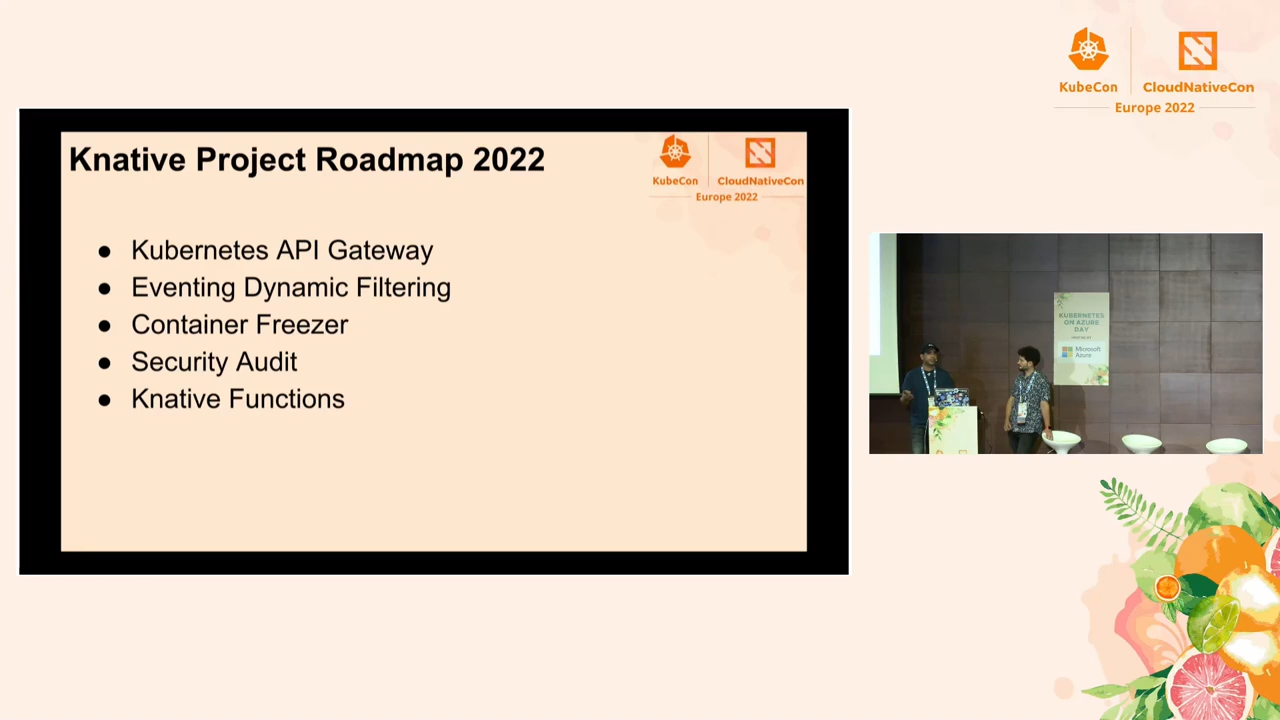 KubeCon
CloudNativeCon
Europe 2022
Knative Project Roadmap 2022
KubeCon
CloudNativeCon
Europe 2022
● Kubernetes API Gateway
● Eventing Dynamic Filtering
● Container Freezer
● Security Audit
● Knative Functions
KUBERNETES
ON AZURE
DAY
Microsoft
Azure